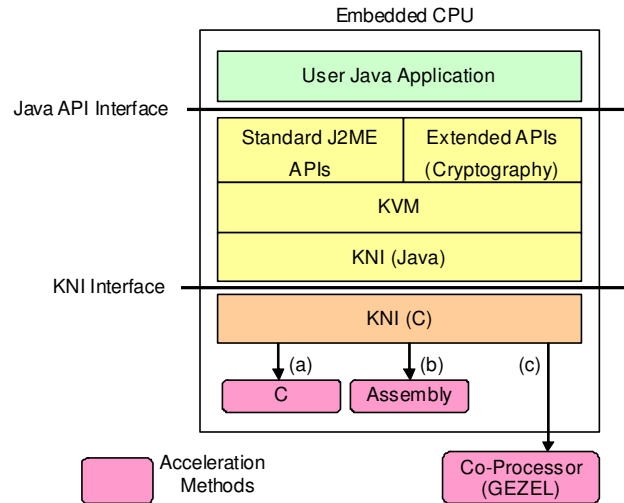 Embedded CPU
User Java Application
Java API Interface
Standard J2ME
APIs
Extended APIs
(Cryptography)
KVM
KNI (Java)
KNI Interface
KNI (C)
(a)
(b)
(c)
C
Assembly
Acceleration
Methods
Co-Processor
(GEZEL)